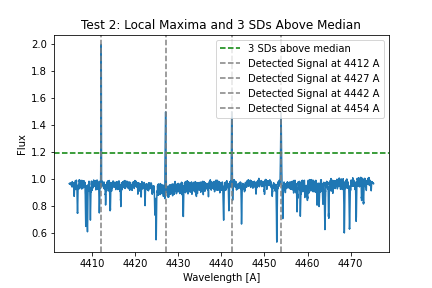 Test 2: Local Maxima and 3 SDs Above Median
2.0
1.8
1.6
1.4
1.2
1.0
0.8
0.6
Flux
3 SDs above median
Detected Signal at 4412 A
Detected Signal at 4427 A
Detected Signal at 4442 A
Detected Signal at 4454 A
4410 4420 4430 4440 4450 4460 4470
Wavelength [A]